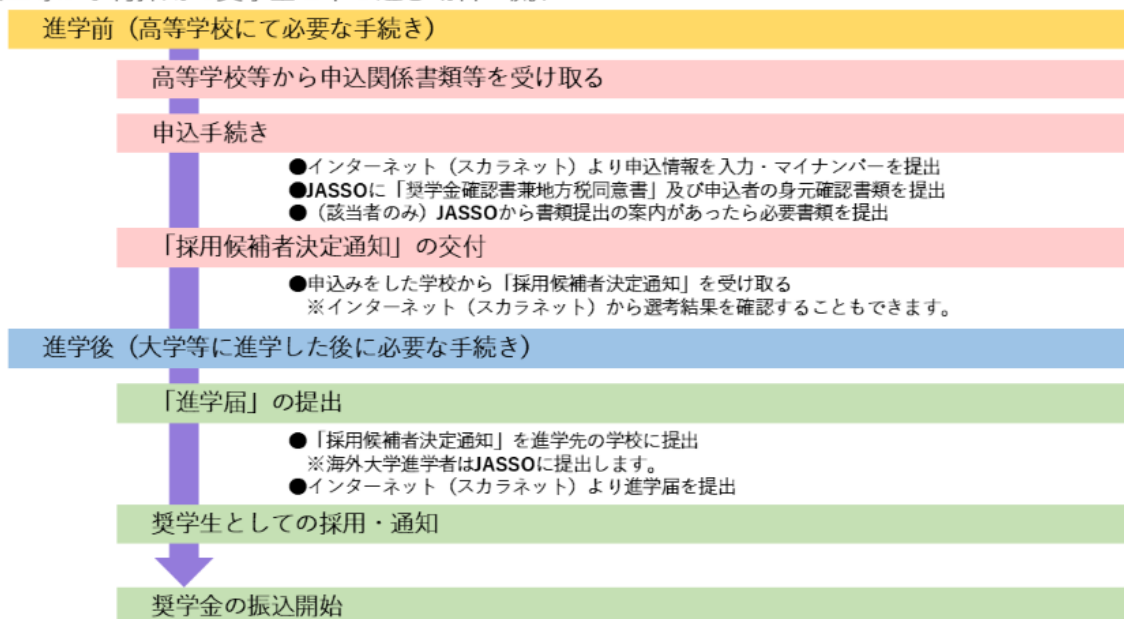 進学前（高等学校にて必要な手続き）
高等学校等から申込関係書類等を受け取る
申込手続き
●インターネット（スカラネット）より申込情報を入力・マイナンバーを提出
●JASSOに「奨学金確認書兼地方税同意書」及び申込者の身元確認書類を提出
●（該当者のみ）JASSOから書類提出の案内があったら必要書類を提出
「採用候補者決定通知」の交付
●申込みをした学校から「採用候補者決定通知」を受け取る
※インターネット（スカラネット）から選考結果を確認することもできます。
進学後（大学等に進学した後に必要な手続き）
「進学届」の提出
●「採用候補者決定通知」を進学先の学校に提出
※海外大学進学者はJASSOに提出します。
●インターネット（スカラネット）より進学届を提出
奨学生としての採用・通知
奨学金の振込開始